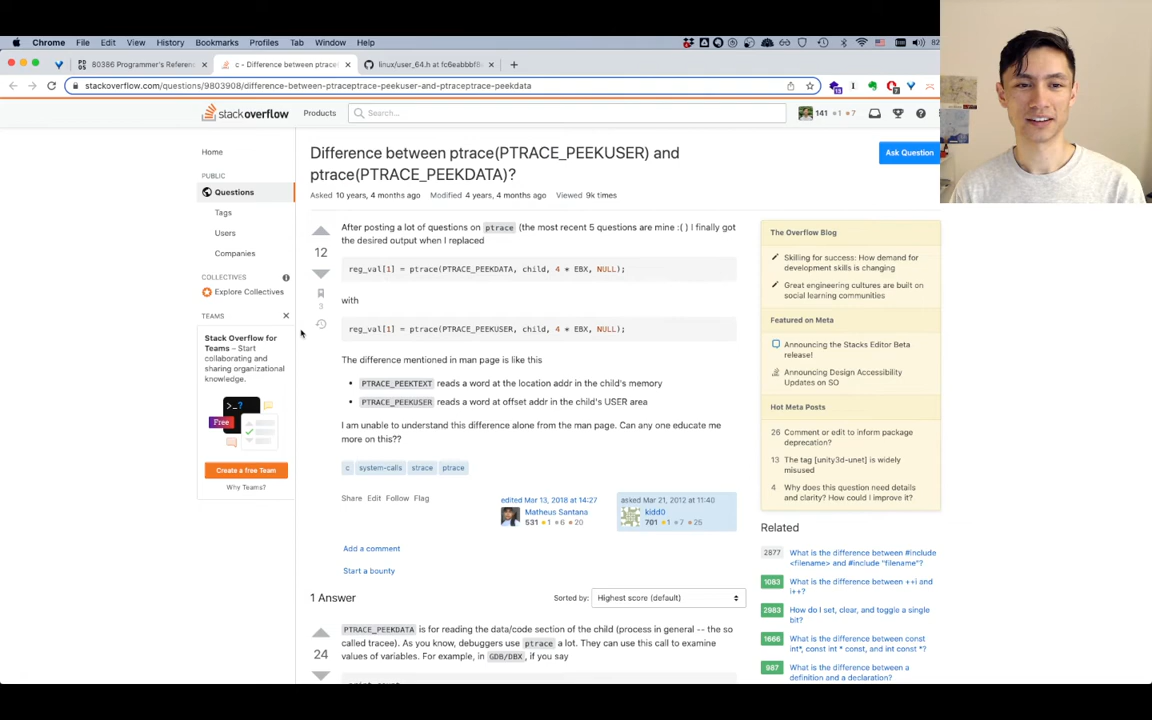 Chrome File Edit View History Bookmarks Profiles Tab Window Help 82
80386 Programmer's Referenc
c - Difference between ptrace
linux/user_64.h at fc6eabbbf8
stackoverflow.com/questions/9803908/difference-between-ptraceptrace-peekuser-and-ptraceptrace-peekdata
stackoverflow Products Search... 141 1 7
Home
PUBLIC
Questions
Tags
Users
Companies
COLLECTIVES
Explore Collectives
TEAMS
Stack Overflow for
Teams – Start
collaborating and
sharing organizational
knowledge.
>_?
Free
Create a free Team
Why Teams?
Difference between ptrace(PTRACE_PEEKUSER) and
ptrace(PTRACE_PEEKDATA)?
Ask Question
Asked 10 years, 4 months ago Modified 4 years, 4 months ago Viewed 9k times
12
3
After posting a lot of questions on ptrace (the most recent 5 questions are mine :( ) I finally got
the desired output when I replaced
reg_val[1] = ptrace(PTRACE_PEEKDATA, child, 4 * EBX, NULL);
with
reg_val[1] = ptrace(PTRACE_PEEKUSER, child, 4 * EBX, NULL);
The difference mentioned in man page is like this
• PTRACE_PEEKTEXT reads a word at the location addr in the child's memory
• PTRACE_PEEKUSER reads a word at offset addr in the child's USER area
I am unable to understand this difference alone from the man page. Can any one educate me
more on this??
c system-calls strace ptrace
Share Edit Follow Flag
edited Mar 13, 2018 at 14:27
Matheus Santana
531 1 6 20
asked Mar 21, 2012 at 11:40
kidd0
701 1 7 25
Add a comment
Start a bounty
1 Answer
Sorted by: Highest score (default)
24
PTRACE_PEEKDATA is for reading the data/code section of the child (process in general -- the so
called tracee). As you know, debuggers use ptrace a lot. They can use this call to examine
values of variables. For example, in GDB/DBX, if you say
The Overflow Blog
Skilling for success: How demand for
development skills is changing
Great engineering cultures are built on
social learning communities
Featured on Meta
Announcing the Stacks Editor Beta
release!
Announcing Design Accessibility
Updates on SO
Hot Meta Posts
26 Comment or edit to inform package
deprecation?
13 The tag [unity3d-unet] is widely
misused
4 Why does this question need details
and clarity? How could I improve it?
Related
2877 What is the difference between #include
<filename> and #include "filename"?
1083 What is the difference between ++i and
i++?
2983 How do I set, clear, and toggle a single
bit?
1666 What is the difference between const
int*, const int * const, and int const *?
987 What is the difference between a
definition and a declaration?